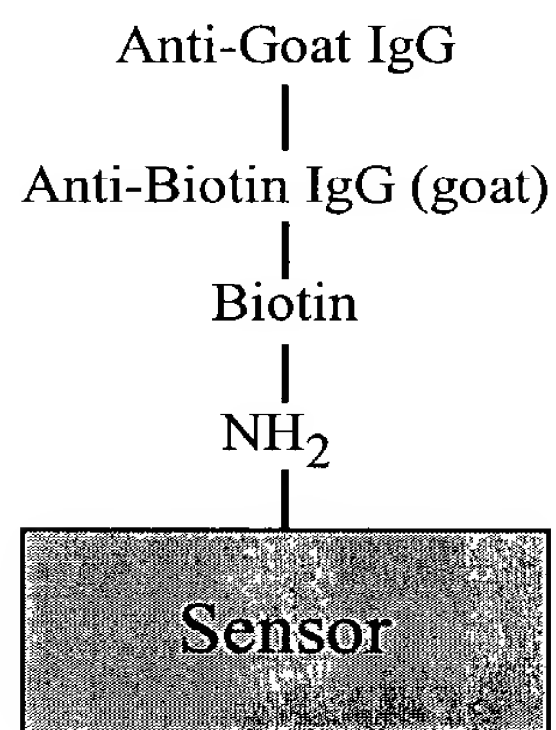 Anti-Goat IgG
Anti-Biotin IgG (goat)
Biotin
NH₂
Sensor